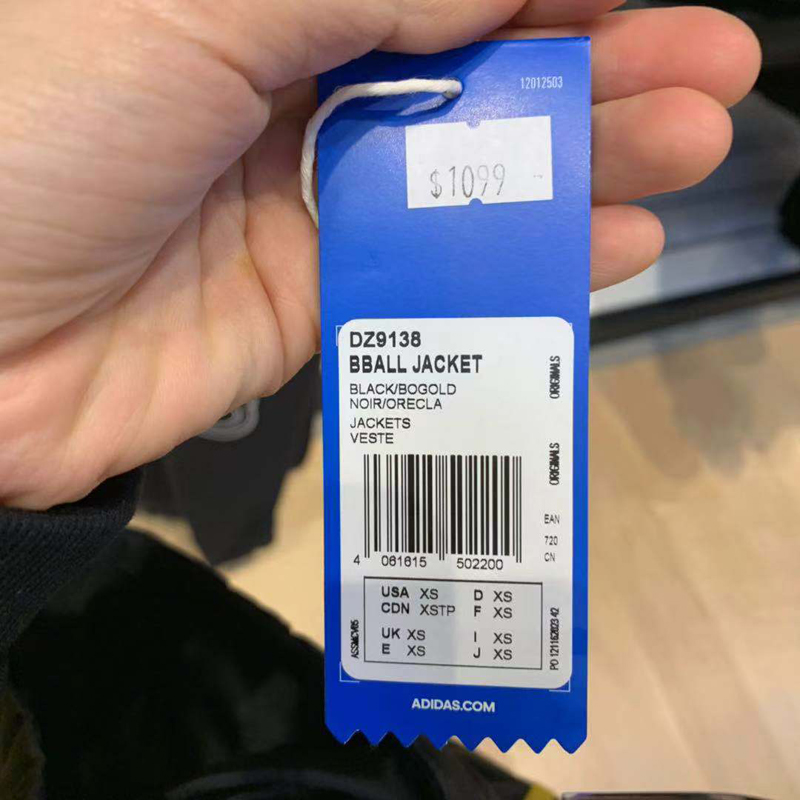 12012503
$1099
DZ9138
BBALL JACKET
BLACK/BOGOLD
NOIR/ORECLA
JACKETS
VESTE
ORIGINALS
ORIGINALS
EAN
720
CN
4 061615 502200
USA XS D XS
CDN XSTP F XS
UK XS I XS
E XS J XS
ADIDAS.COM